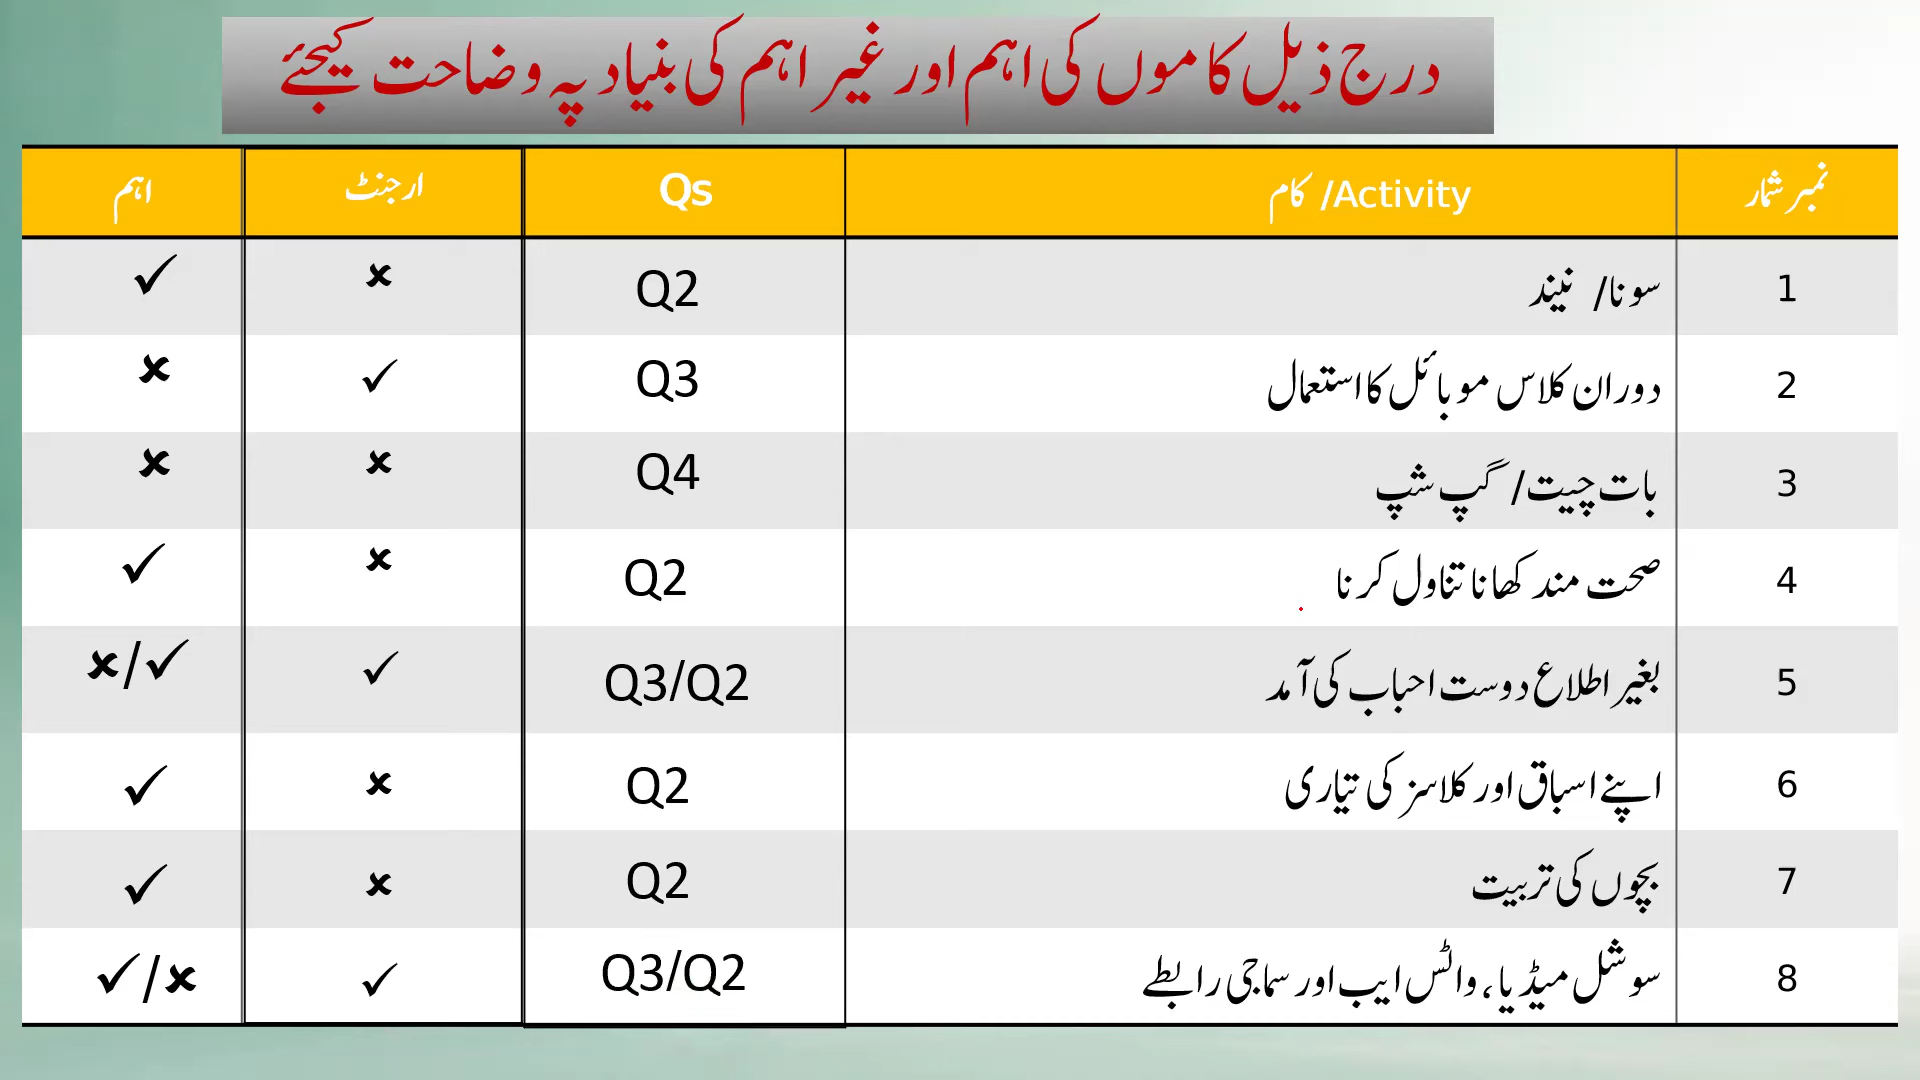 درج ذیل کاموں کی اہم اور غیر اہم کی بنیاد پہ وضاحت کیجئے
نمبر شمار کام /Activity Qs ارجنٹ اہم
1 سونا/ نیند Q2 ✘ ✓
2 دوران کلاس موبائل کا استعمال Q3 ✓ ✘
3 بات چیت/ گپ شپ Q4 ✘ ✘
4 صحت مند کھانا تناول کرنا Q2 ✘ ✓
5 بغیر اطلاع دوست احباب کی آمد Q3/Q2 ✓ ✘/✓
6 اپنے اسباق اور کلاسز کی تیاری Q2 ✘ ✓
7 بچوں کی تربیت Q2 ✘ ✓
8 سوشل میڈیا، واٹس ایپ اور سماجی رابطے Q3/Q2 ✓ ✓/✘